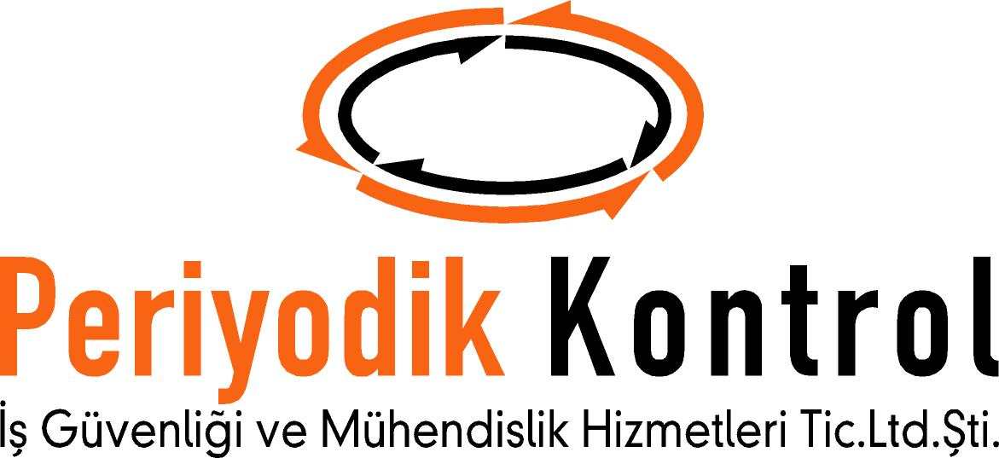 Periyodik Kontrol
İş Güvenliği ve Mühendislik Hizmetleri Tic.Ltd.Şti.